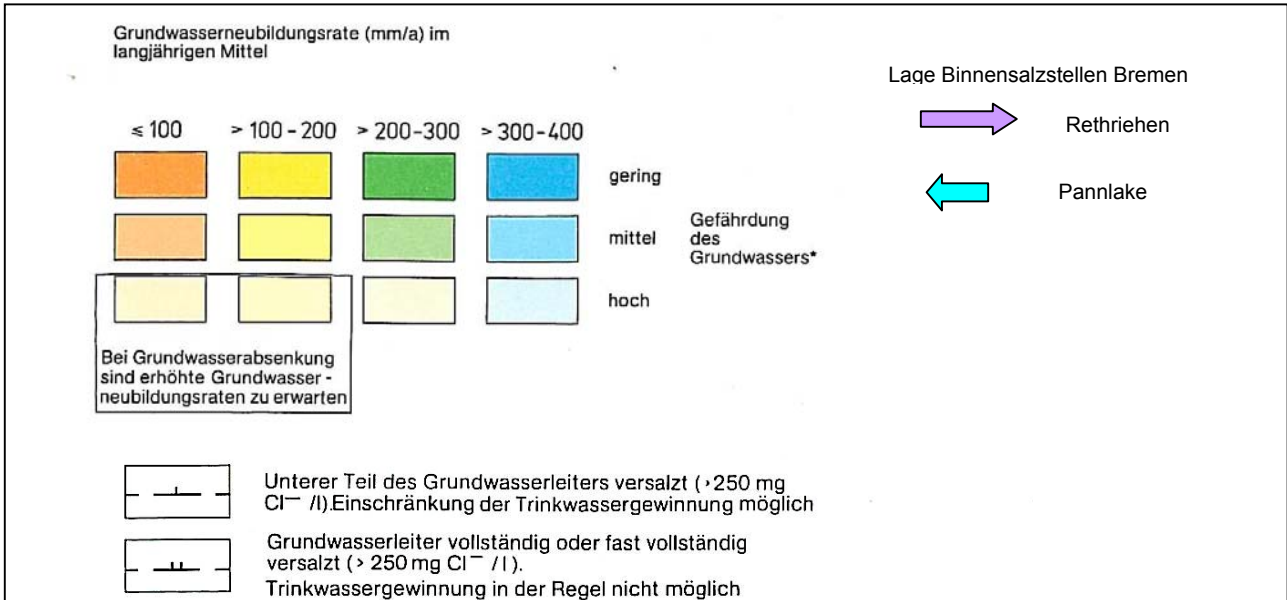 Grundwasserneubildungsrate (mm/a) im
langjährigen Mittel
≤ 100 > 100 - 200 > 200-300 > 300-400
gering
mittel
hoch
Gefährdung
des
Grundwassers*
Bei Grundwasserabsenkung
sind erhöhte Grundwasser -
neubildungsraten zu erwarten
Unterer Teil des Grundwasserleiters versalzt (>250 mg
Cl⁻ /l).Einschränkung der Trinkwassergewinnung möglich
Grundwasserleiter vollständig oder fast vollständig
versalzt (> 250 mg Cl⁻ /l).
Trinkwassergewinnung in der Regel nicht möglich
Lage Binnensalzstellen Bremen
Rethriehen
Pannlake